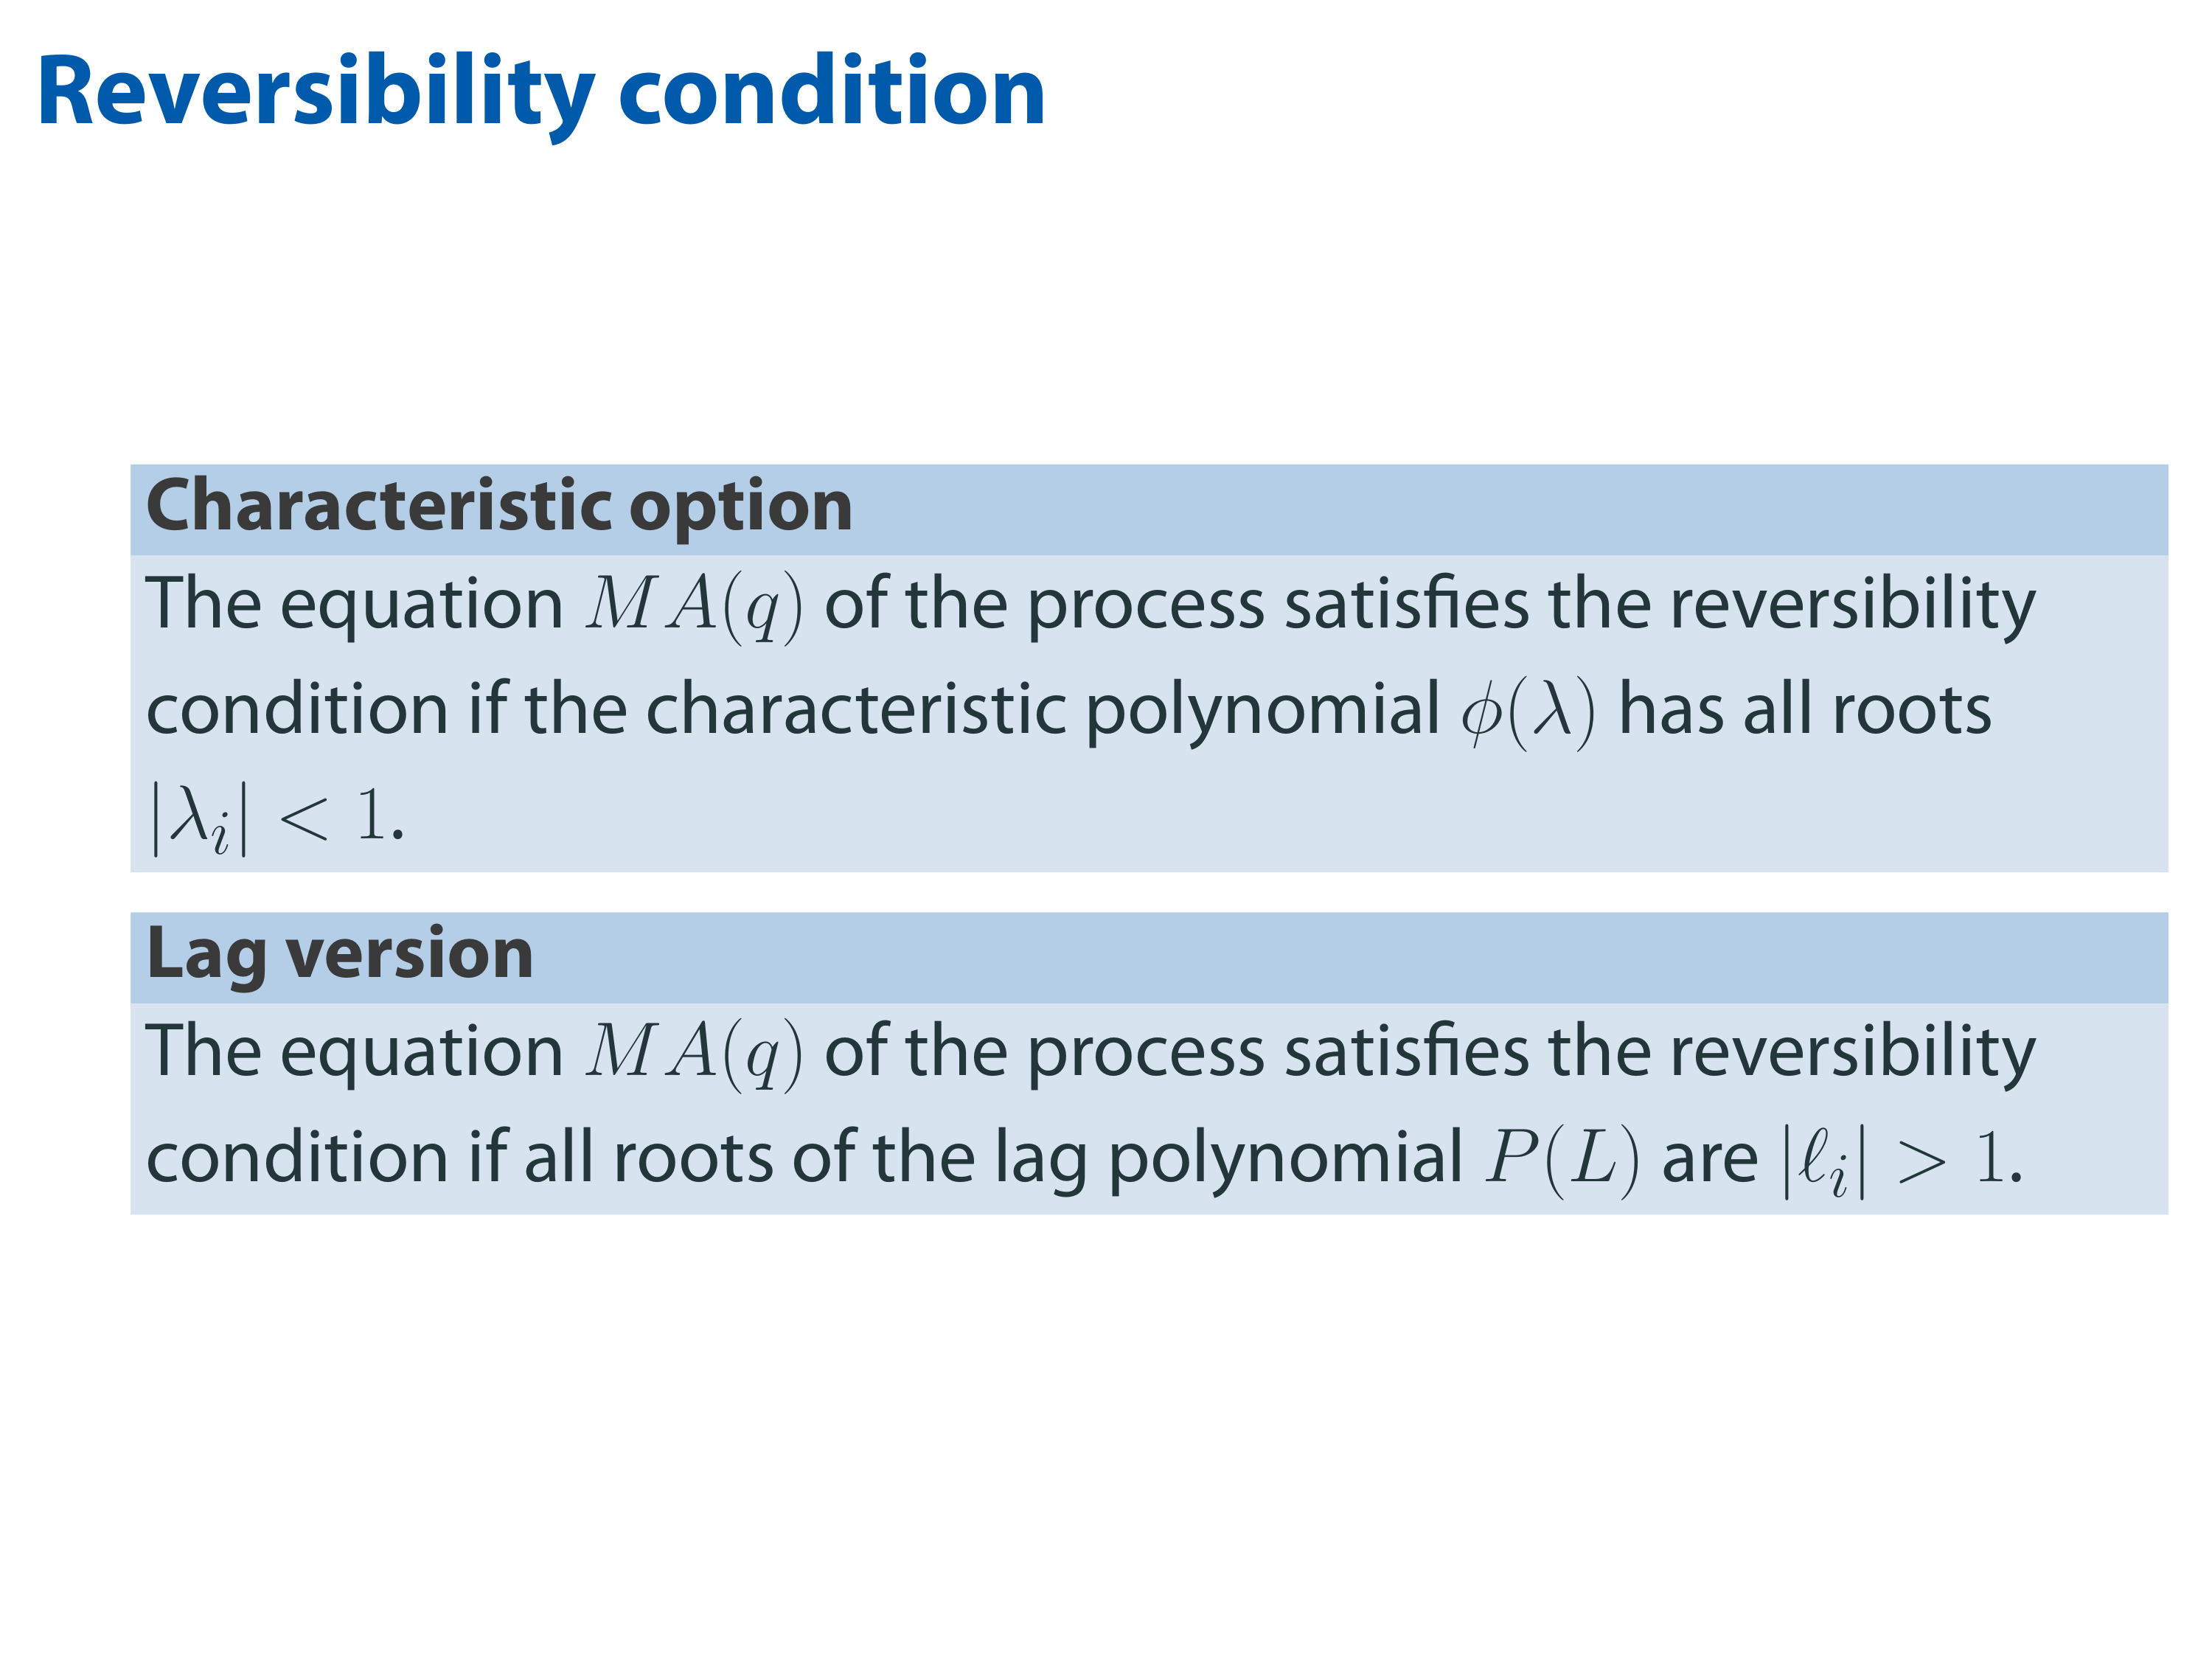 Reversibility condition
Characteristic option
The equation MA(q) of the process satisfies the reversibility
condition if the characteristic polynomial ϕ(λ) has all roots
|λᵢ| < 1.
Lag version
The equation MA(q) of the process satisfies the reversibility
condition if all roots of the lag polynomial P(L) are |ℓᵢ| > 1.